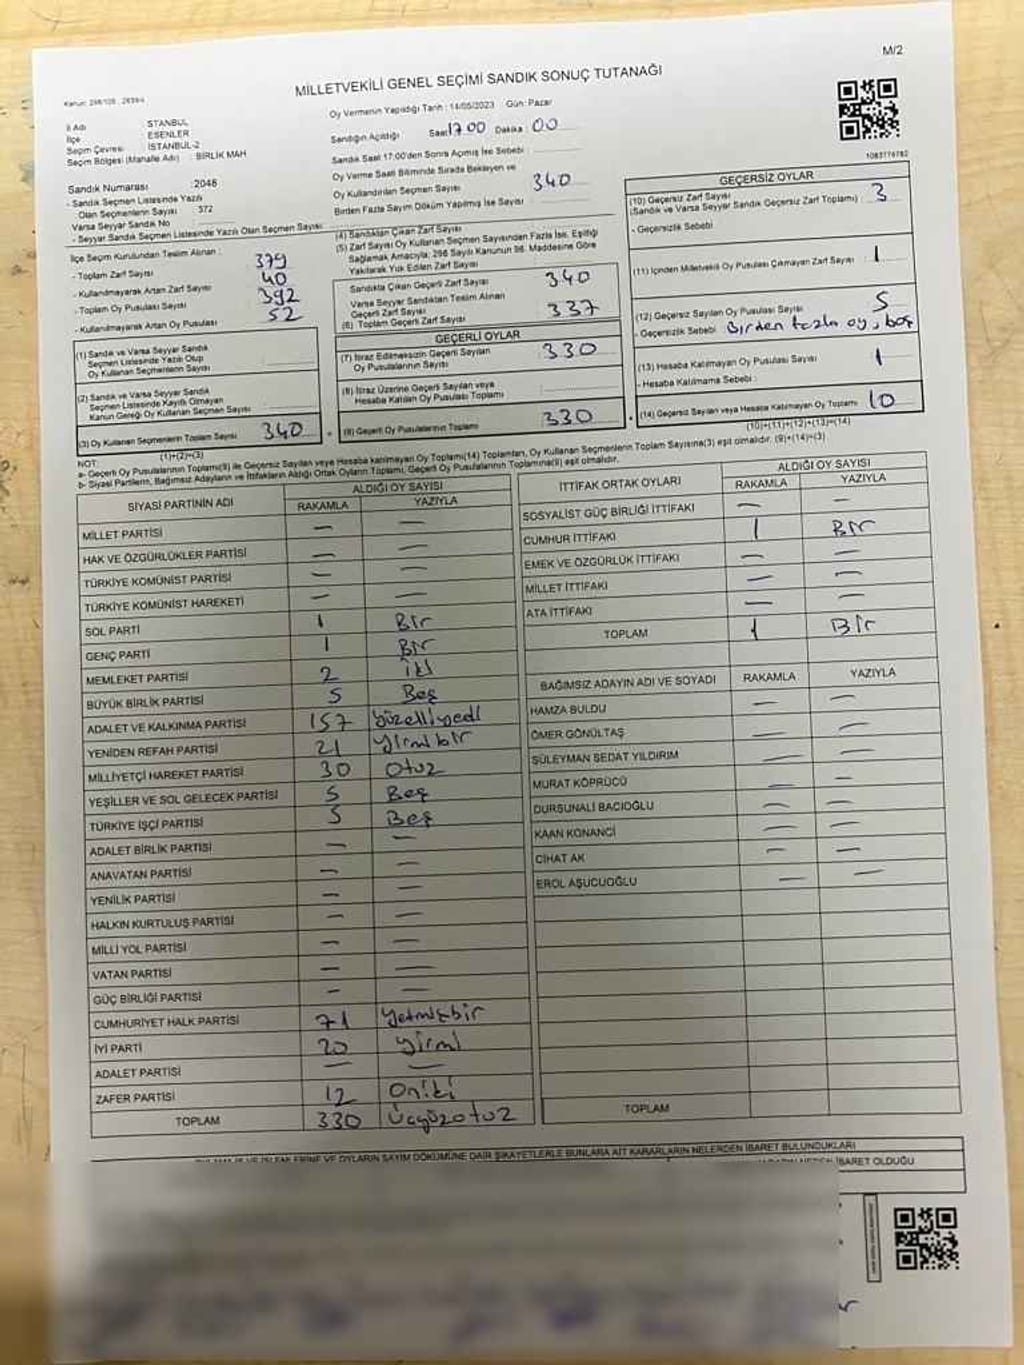 M/2
MİLLETVEKİLİ GENEL SEÇİMİ SANDIK SONUÇ TUTANAĞI
İl Adı : İSTANBUL
İlçe : ESENLER
Seçim Çevresi : İSTANBUL-2
Seçim Bölgesi (Mahalle Adı) : BİRLİK MAH
Sandık Numarası : 2046
- Sandık Seçmen Listesinde Yazılı
Olan Seçmenlerin Sayısı : 372
Varsa Seyyar Sandık No :
- Seyyar Sandık Seçmen Listesinde Yazılı Olan Seçmen Sayısı :
Oy Vermenin Yapıldığı Tarih : 14/05/2023 Gün : Pazar
Sandığın Açıldığı Saat 17 00 Dakika : 00
Sandık Saat 17:00'den Sonra Açımış İse Sebebi :
Oy Verme Saati Bitiminde Sırada Bekleyen ve
Oy Kullandırılan Seçmen Sayısı 340
Birden Fazla Sayım Döküm Yapılmış İse Sayısı :
1083776762
İlçe Seçim Kurulundan Teslim Alınan :
- Toplam Zarf Sayısı 379
- Kullanılmayarak Artan Zarf Sayısı 40
- Toplam Oy Pusulası Sayısı 392
- Kullanılmayarak Artan Oy Pusulası 52
(1) Sandık ve Varsa Seyyar Sandık
Seçmen Listesinde Yazılı Olup
Oy Kullanan Seçmenlerin Sayısı
(2) Sandık ve Varsa Seyyar Sandık
Seçmen Listesinde Kayıtlı Olmayan
Kanun Gereği Oy Kullanan Seçmen Sayısı
(3) Oy Kullanan Seçmenlerin Toplam Sayısı 340
(1)+(2)=(3)
(4) Sandıktan Çıkan Zarf Sayısı
(5) Zarf Sayısı Oy Kullanan Seçmen Sayısından Fazla İse, Eşitliği
Sağlamak Amacıyla; 298 Sayılı Kanunun 98. Maddesine Göre
Yakılarak Yok Edilen Zarf Sayısı
Sandıkta Çıkan Geçerli Zarf Sayısı 340
Varsa Seyyar Sandıktan Teslim Alınan
Geçerli Zarf Sayısı
(6) Toplam Geçerli Zarf Sayısı 337
GEÇERLİ OYLAR
(7) İtiraz Edilmeksizin Geçerli Sayılan
Oy Pusulalarının Sayısı 330
(8) İtiraz Üzerine Geçerli Sayılan veya
Hesaba Katılan Oy Pusulası Toplamı
(9) Geçerli Oy Pusulalarının Toplamı 330
GEÇERSİZ OYLAR
(10) Geçersiz Zarf Sayısı
(Sandık ve Varsa Seyyar Sandık Geçersiz Zarf Toplamı) 3
- Geçersizlik Sebebi
(11) İçinden Milletvekili Oy Pusulası Çıkmayan Zarf Sayısı 1
(12) Geçersiz Sayılan Oy Pusulası Sayısı 5
- Geçersizlik Sebebi Birden fazla oy, boş
(13) Hesaba Katılmayan Oy Pusulası Sayısı 1
- Hesaba Katılmama Sebebi :
(14) Geçersiz Sayılan veya Hesaba Katılmayan Oy Toplamı 10
(10)+(11)+(12)+(13)=(14)
NOT:
a- Geçerli Oy Pusulalarının Toplamı(9) ile Geçersiz Sayılan veya Hesaba katılmayan Oy Toplamı(14) Toplamları, Oy Kullanan Seçmenlerin Toplam Sayısına(3) eşit olmalıdır. (9)+(14)=(3)
b- Siyasi Partilerin, Bağımsız Adayların ve İttifakların Aldığı Ortak Oyların Toplamı, Geçerli Oy Pusulalarının Toplamına(9) eşit olmalıdır.
SİYASİ PARTİNİN ADI ALDIĞI OY SAYISI
RAKAMLA YAZIYLA
MİLLET PARTİSİ — —
HAK VE ÖZGÜRLÜKLER PARTİSİ — —
TÜRKİYE KOMÜNİST PARTİSİ — —
TÜRKİYE KOMÜNİST HAREKETİ — —
SOL PARTİ 1 Bir
GENÇ PARTİ 1 Bir
MEMLEKET PARTİSİ 2 İki
BÜYÜK BİRLİK PARTİSİ 5 Beş
ADALET VE KALKINMA PARTİSİ 157 yüzelliyedi
YENİDEN REFAH PARTİSİ 21 yirmibir
MİLLİYETÇİ HAREKET PARTİSİ 30 otuz
YEŞİLLER VE SOL GELECEK PARTİSİ 5 Beş
TÜRKİYE İŞÇİ PARTİSİ 5 Beş
ADALET BİRLİK PARTİSİ — —
ANAVATAN PARTİSİ — —
YENİLİK PARTİSİ — —
HALKIN KURTULUŞ PARTİSİ — —
MİLLİ YOL PARTİSİ — —
VATAN PARTİSİ — —
GÜÇ BİRLİĞİ PARTİSİ — —
CUMHURİYET HALK PARTİSİ 71 yetmişbir
İYİ PARTİ 20 yirmi
ADALET PARTİSİ — —
ZAFER PARTİSİ 12 Oniki
TOPLAM 330 Üçyüzotuz
İTTİFAK ORTAK OYLARI ALDIĞI OY SAYISI
RAKAMLA YAZIYLA
SOSYALİST GÜÇ BİRLİĞİ İTTİFAKI — —
CUMHUR İTTİFAKI 1 Bir
EMEK VE ÖZGÜRLÜK İTTİFAKI — —
MİLLET İTTİFAKI — —
ATA İTTİFAKI — —
TOPLAM 1 Bir
BAĞIMSIZ ADAYIN ADI VE SOYADI RAKAMLA YAZIYLA
HAMZA BULDU — —
ÖMER GÖNÜLTAŞ — —
SÜLEYMAN SEDAT YILDIRIM — —
MURAT KÖPRÜCÜ — —
DURSUNALİ BACIOĞLU — —
KAAN KONANCİ — —
CİHAT AK — —
EROL AŞUCUOĞLU — —
TOPLAM
OYLARIN SAYIM DÖKÜMÜNE DAİR ŞİKAYETLERLE BUNLARA AİT KARARLARIN NELERDEN İBARET BULUNDUKLARI
İBARET OLDUĞU